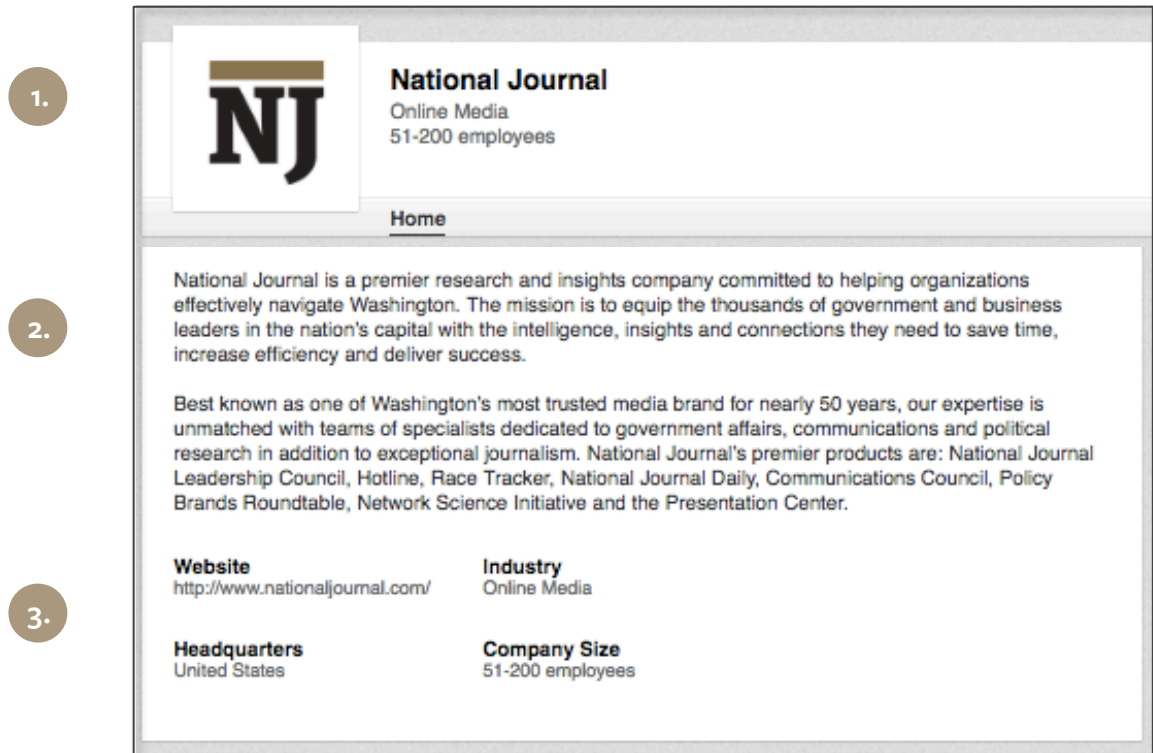 1.
NJ
National Journal
Online Media
51-200 employees
Home
2.
National Journal is a premier research and insights company committed to helping organizations
effectively navigate Washington. The mission is to equip the thousands of government and business
leaders in the nation's capital with the intelligence, insights and connections they need to save time,
increase efficiency and deliver success.
Best known as one of Washington's most trusted media brand for nearly 50 years, our expertise is
unmatched with teams of specialists dedicated to government affairs, communications and political
research in addition to exceptional journalism. National Journal's premier products are: National Journal
Leadership Council, Hotline, Race Tracker, National Journal Daily, Communications Council, Policy
Brands Roundtable, Network Science Initiative and the Presentation Center.
3.
Website Industry
http://www.nationaljournal.com/ Online Media
Headquarters Company Size
United States 51-200 employees